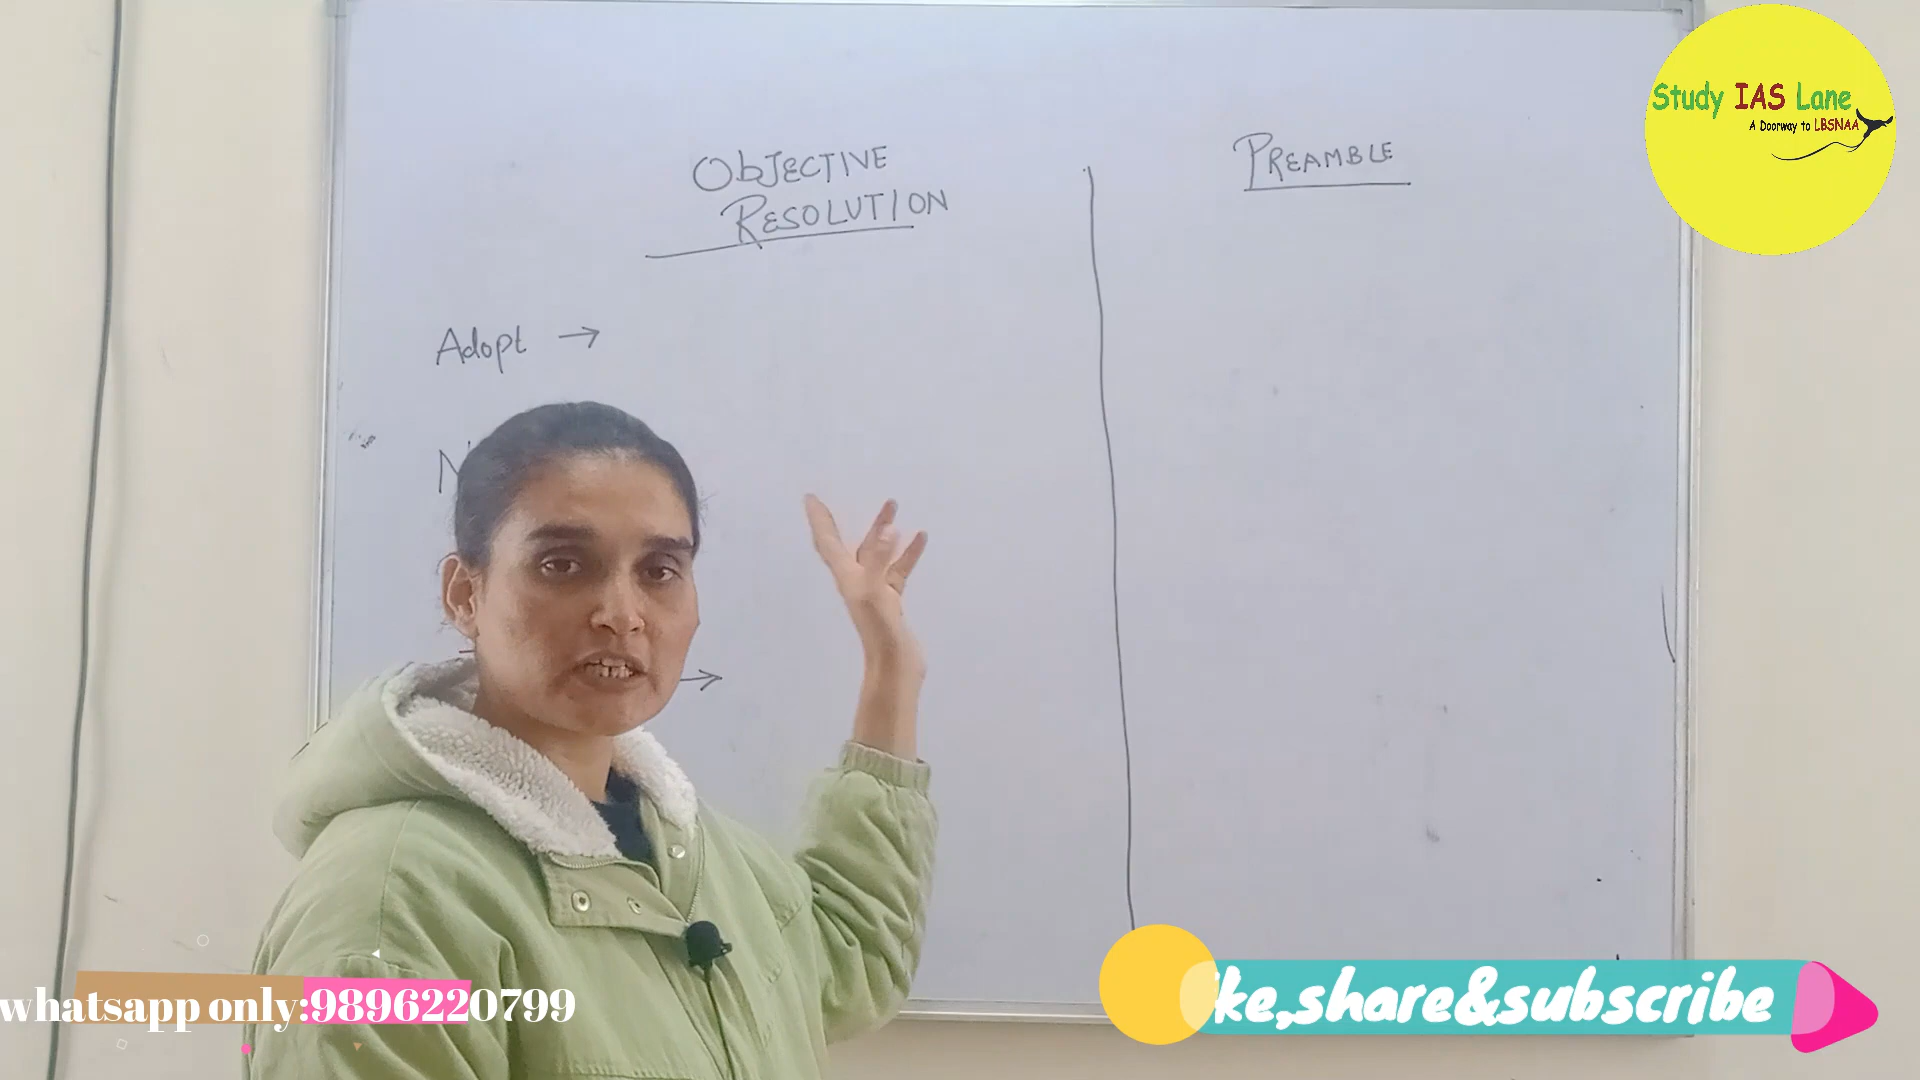 Study IAS Lane
A Doorway to LBSNAA
ObJECTIVE
RESOLUTION
PREAMBLE
Adopt →
→
whatsapp only:9896220799
ke,share&subscribe